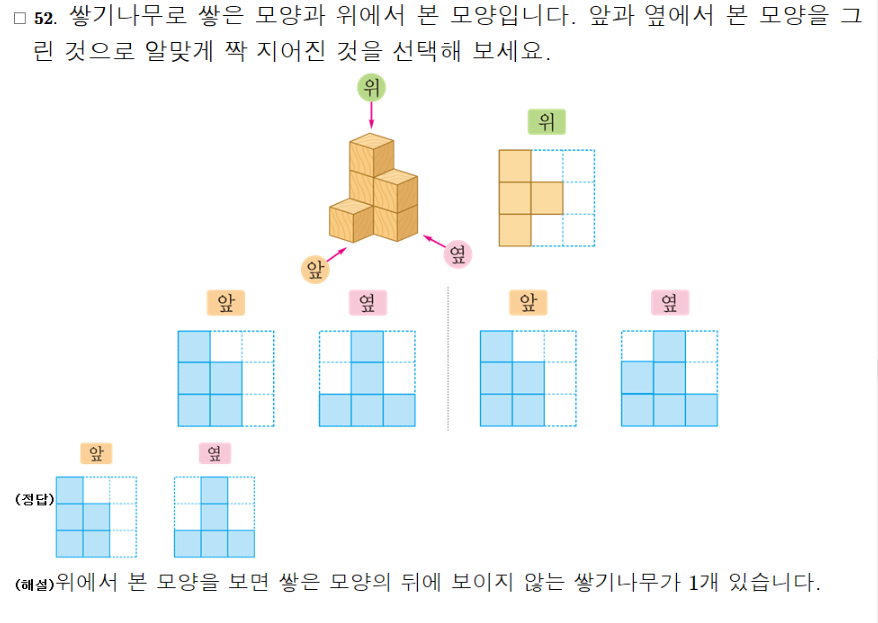 □ 52. 쌓기나무로 쌓은 모양과 위에서 본 모양입니다. 앞과 옆에서 본 모양을 그
린 것으로 알맞게 짝 지어진 것을 선택해 보세요.
위
위
옆
앞
앞 옆 앞 옆
앞 옆
(정답)
(해설)위에서 본 모양을 보면 쌓은 모양의 뒤에 보이지 않는 쌓기나무가 1개 있습니다.